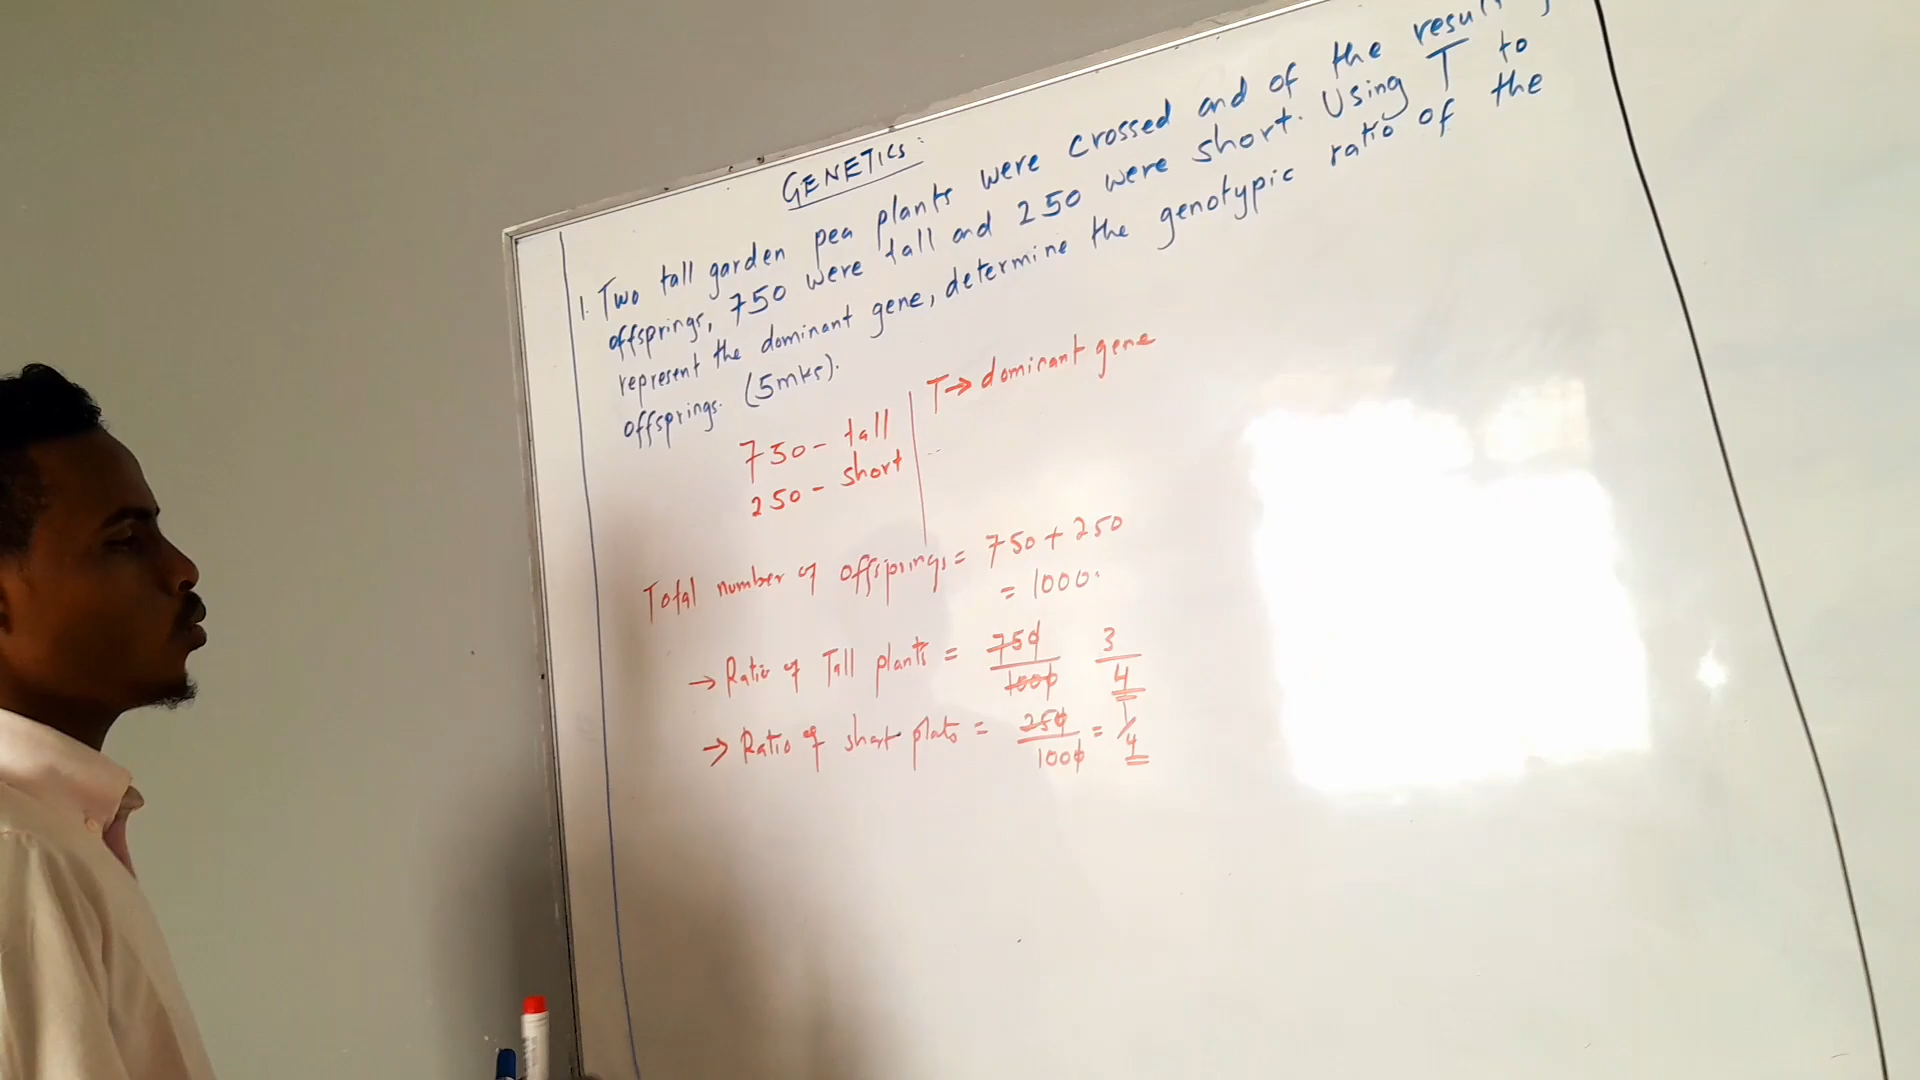 GENETICS:
1. Two tall garden pea plants were crossed and of the
offsprings, 750 were tall and 250 were short. Using T to
represent the dominant gene, determine the genotypic ratio of the
offsprings. (5mks).
750 - tall
250 - short
T → dominant gene
Total number of offsprings = 750 + 250
= 1000.
→ Ratio of Tall plants = 750/1000 3/4
→ Ratio of short plats = 250/1000 = 1/4